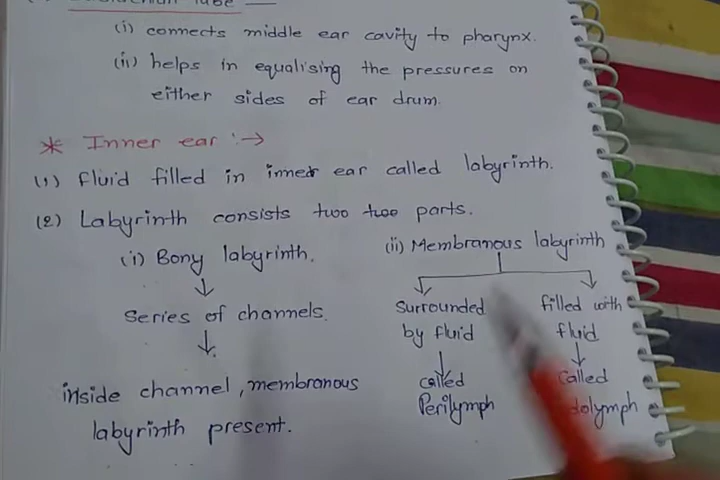 (i) connects middle ear cavity to pharynx.
(ii) helps in equalising the pressures on
either sides of ear drum.
* Inner ear :→
(1) Fluid filled in inner ear called labyrinth.
(2) Labyrinth consists two two parts.
(i) Bony labyrinth.
(ii) Membranous labyrinth
Series of channels.
inside channel, membranous
labyrinth present.
Surrounded
by fluid
called
Perilymph
filled with
fluid
called
dolymph